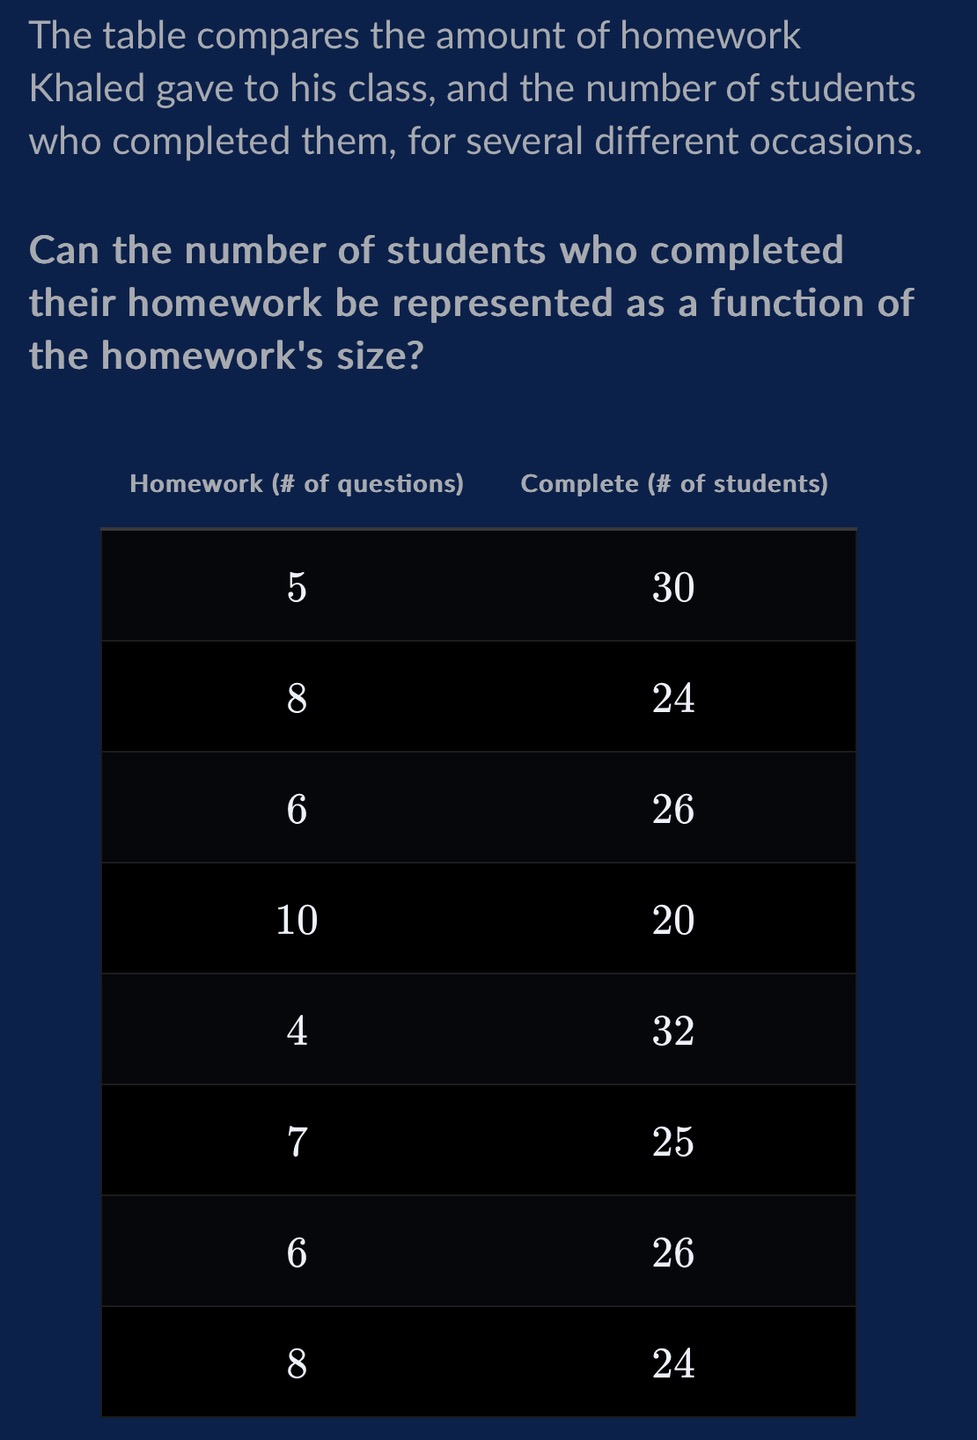 The table compares the amount of homework
Khaled gave to his class, and the number of students
who completed them, for several different occasions.
Can the number of students who completed
their homework be represented as a function of
the homework's size?
Homework (# of questions) Complete (# of students)
5 30
8 24
6 26
10 20
4 32
7 25
6 26
8 24